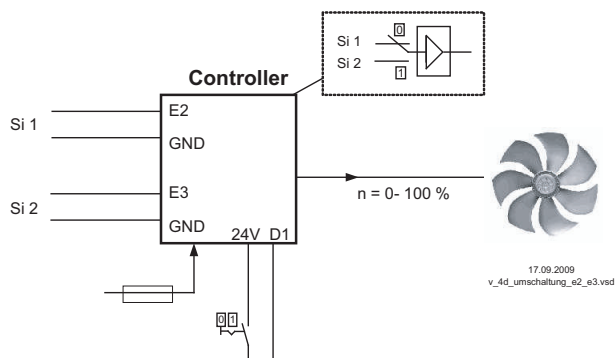 0
Si 1
Si 2
1
Controller
E2
Si 1
GND
E3
Si 2
GND
24V D1
n = 0- 100 %
0 1
17.09.2009
v_4d_umschaltung_e2_e3.vsd